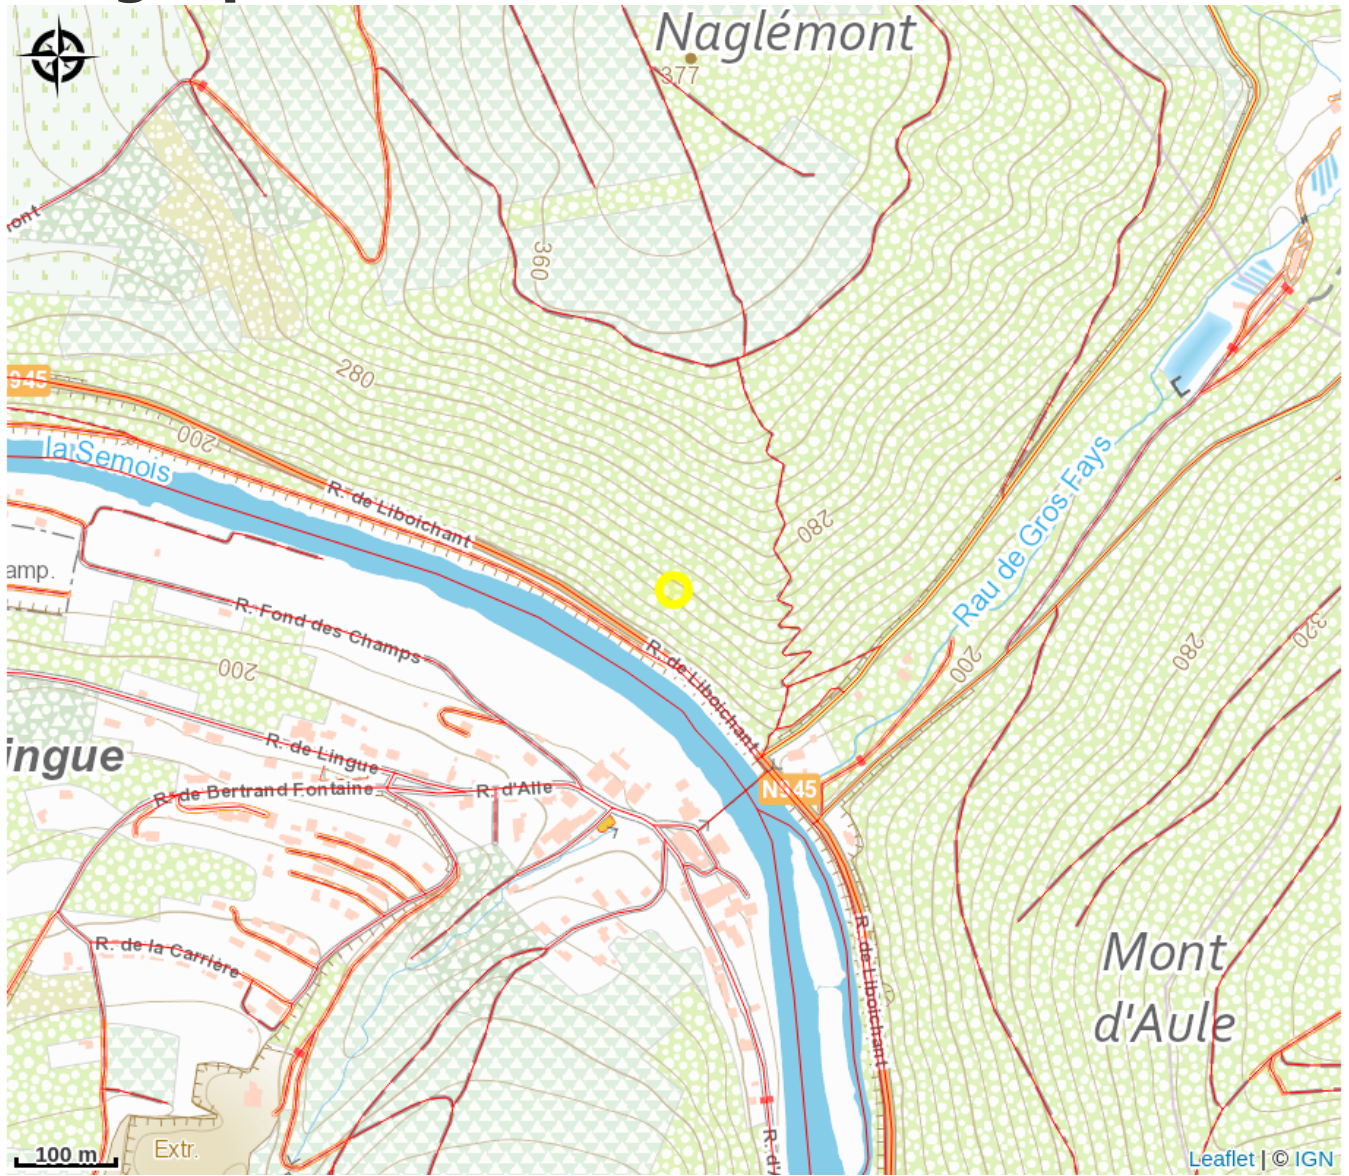 Naglémont
377
ont
360
280
945
200
la Semois
R. de Liboichant
280
Rau de Gros Fays
amp.
R. Fond des Champs
200
R. de Liboichant
200
280
320
ingue
R. de Lingue
R. de Bertrand Fontaine
R. d'Alle
N945
R. de la Carrière
R. de Liboichant
Mont
d'Aule
Extr.
100 m
R. d'
Leaflet | © IGN